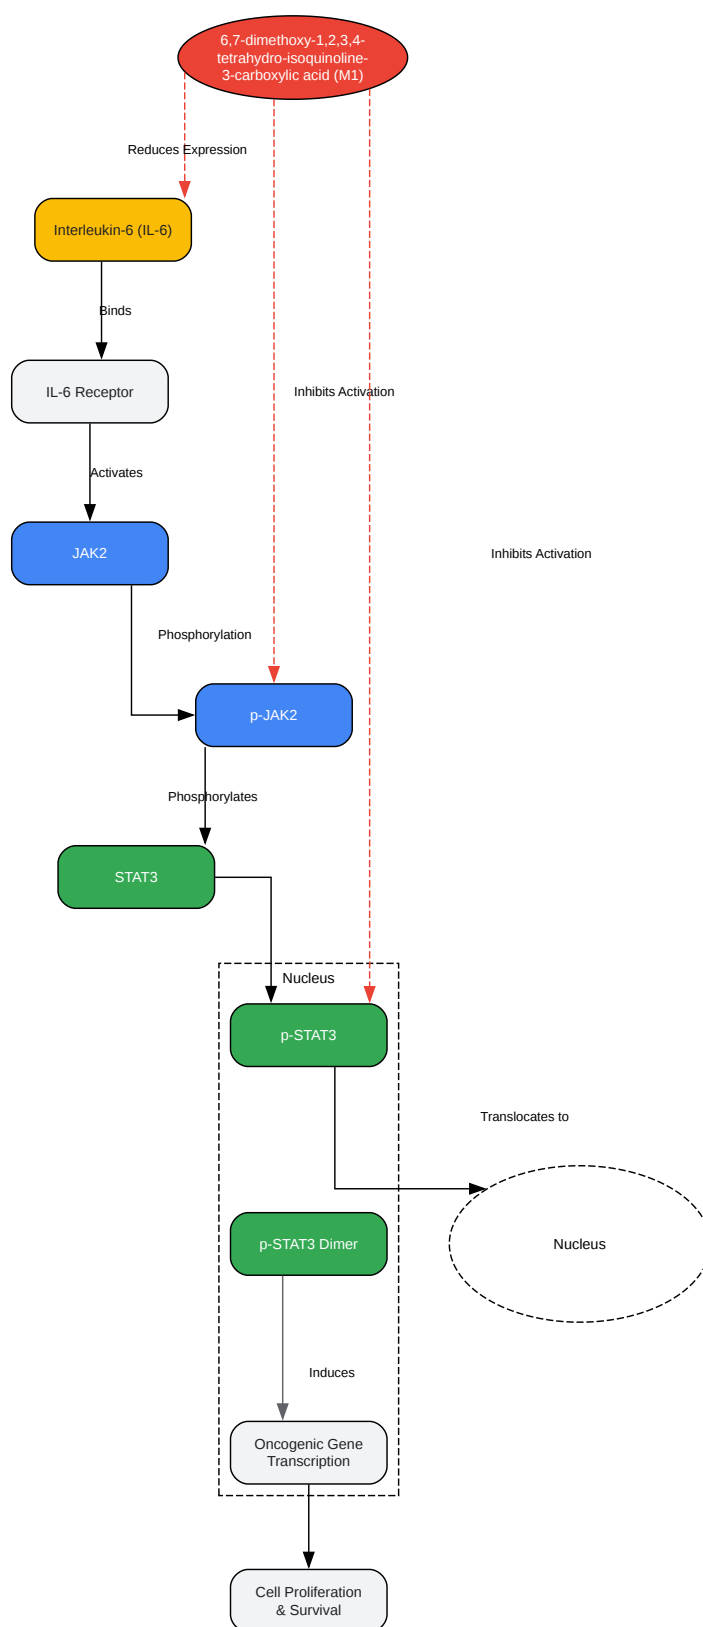 6,7-dimethoxy-1,2,3,4-
tetrahydro-isoquinoline-
3-carboxylic acid (M1)
Reduces Expression
Interleukin-6 (IL-6)
Binds
IL-6 Receptor
Inhibits Activation
Activates
JAK2
Inhibits Activation
Phosphorylation
p-JAK2
Phosphorylates
STAT3
Nucleus
p-STAT3
Translocates to
p-STAT3 Dimer
Nucleus
Induces
Oncogenic Gene
Transcription
Cell Proliferation
& Survival